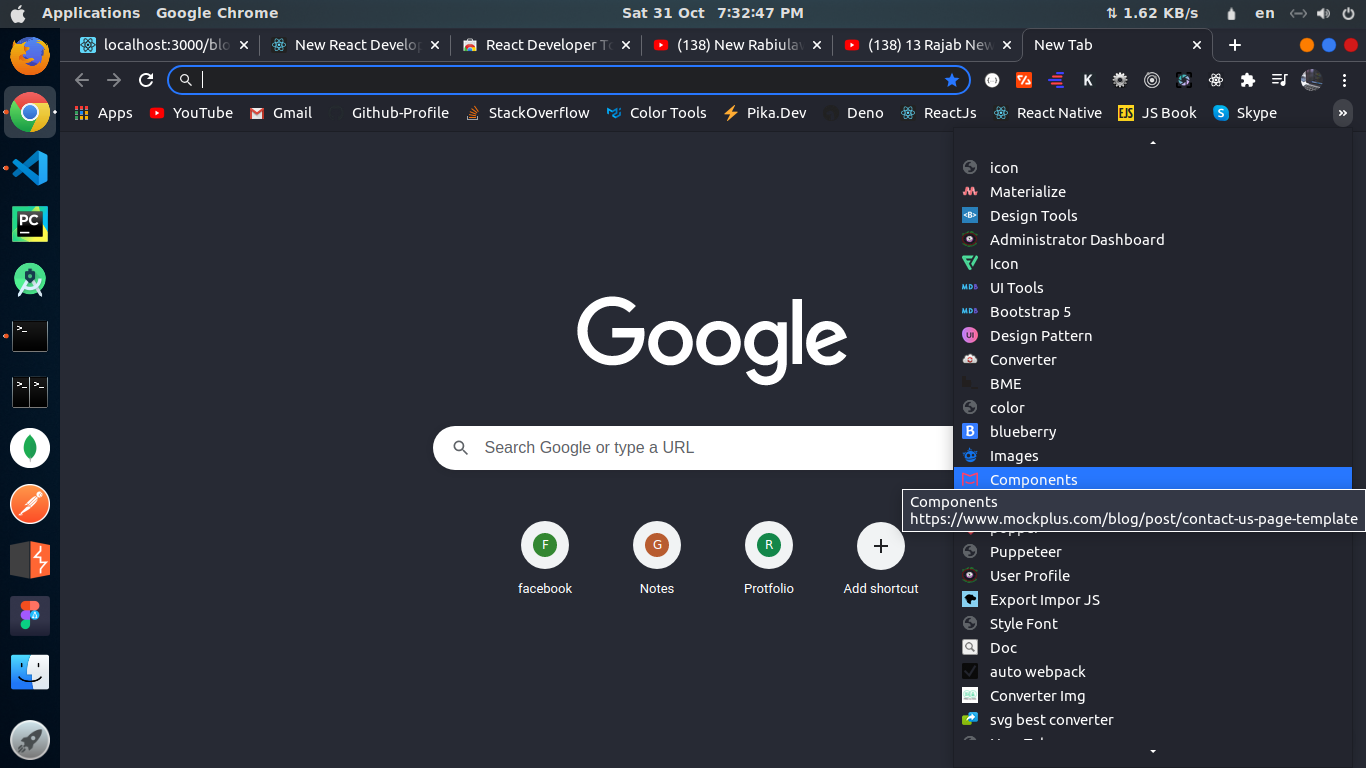 Applications Google Chrome Sat 31 Oct 7:32:47 PM 1.62 KB/s en
localhost:3000/blo New React Develop React Developer To (138) New Rabiulaw (138) 13 Rajab New New Tab
Apps YouTube Gmail Github-Profile StackOverflow Color Tools Pika.Dev Deno ReactJs React Native JS Book Skype »
icon
Materialize
Design Tools
Administrator Dashboard
Icon
UI Tools
Bootstrap 5
Design Pattern
Converter
BME
color
blueberry
Images
Components
Components
https://www.mockplus.com/blog/post/contact-us-page-template
Puppeteer
User Profile
Export Impor JS
Style Font
Doc
auto webpack
Converter Img
svg best converter
Google
Search Google or type a URL
F G R
facebook Notes Protfolio Add shortcut